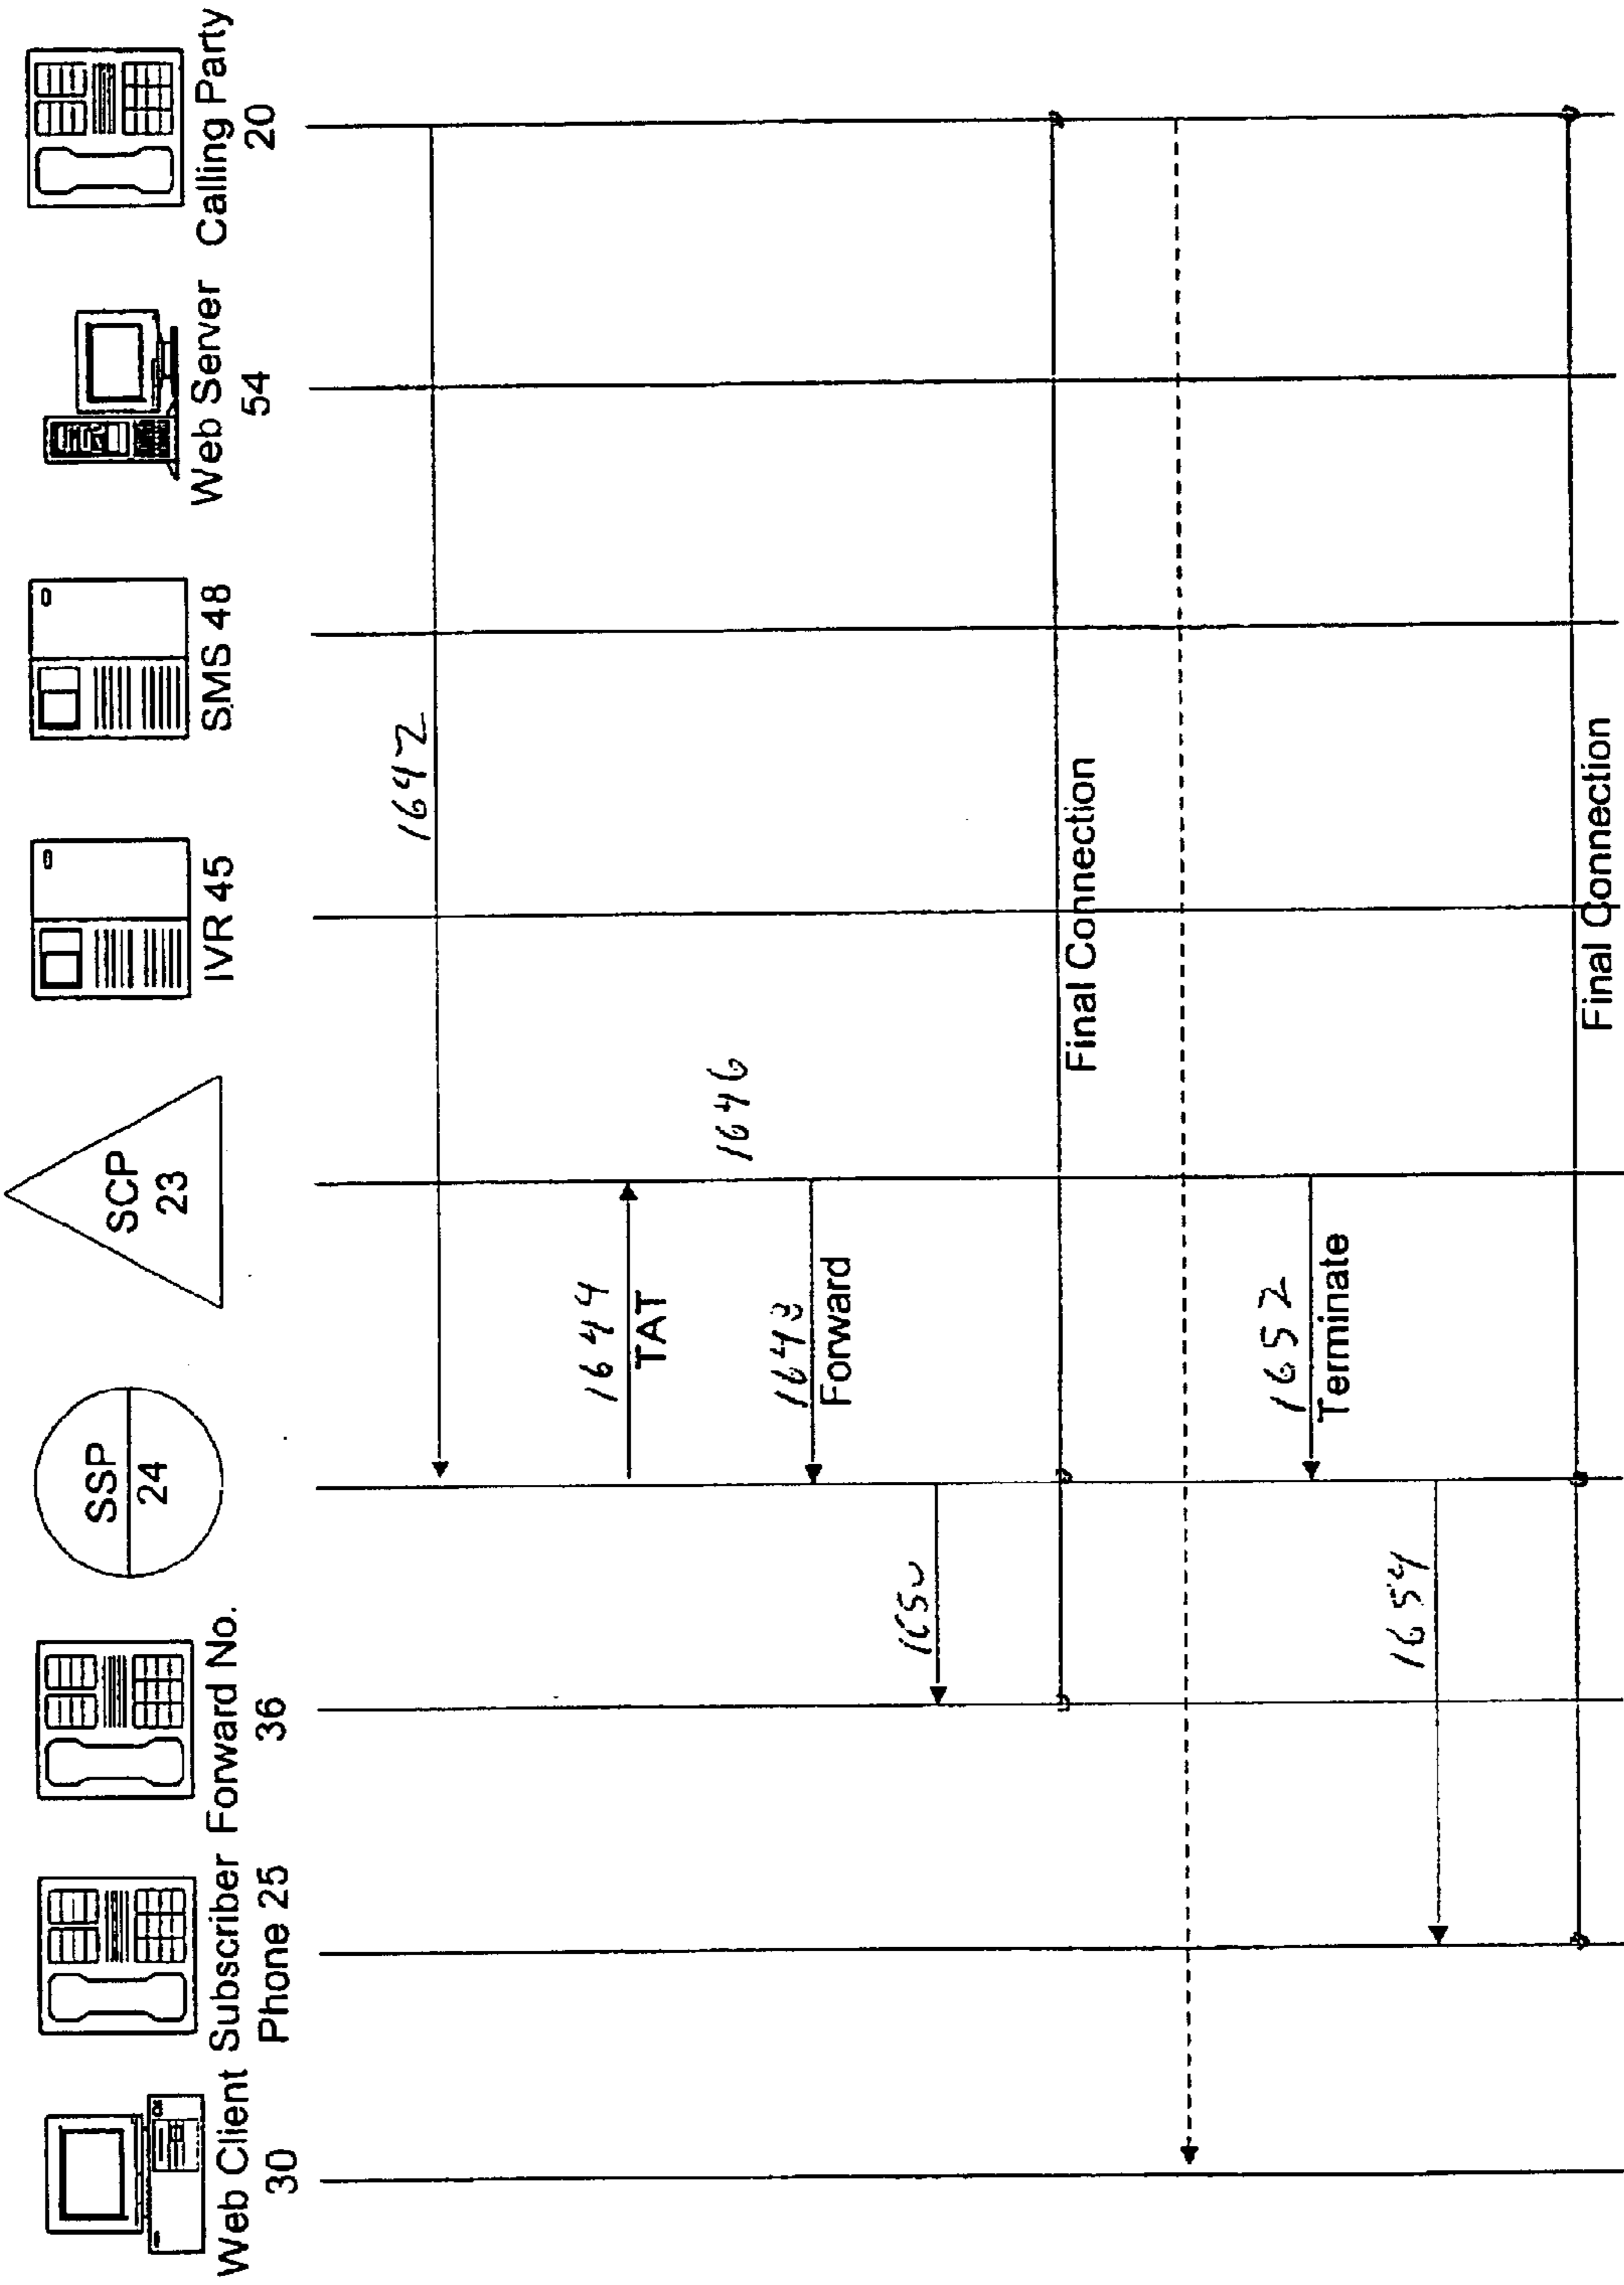 Web Client
30
Subscriber
Phone 25
Forward No.
36
SSP
24
SCP
23
IVR 45
SMS 48
Web Server
54
Calling Party
20
1642
1644
TAT
1646
1648
Forward
1650
Final Connection
1652
Terminate
1654
Final Connection